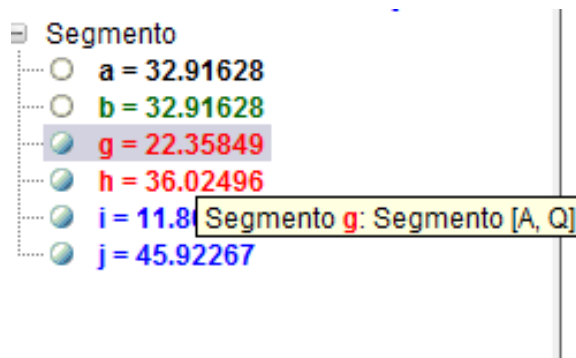 Segmento
a = 32.91628
b = 32.91628
g = 22.35849
h = 36.02496
i = 11.8
Segmento g: Segmento [A, Q]
j = 45.92267